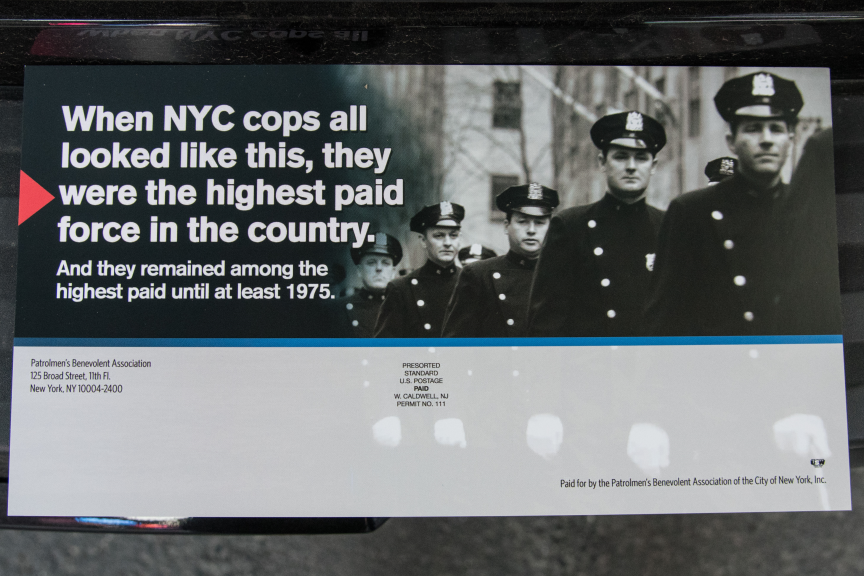 When NYC cops all
looked like this, they
were the highest paid
force in the country.
And they remained among the
highest paid until at least 1975.
Patrolmen's Benevolent Association
125 Broad Street, 11th Fl.
New York, NY 10004-2400
PRESORTED
STANDARD
U.S. POSTAGE
PAID
W. CALDWELL, NJ
PERMIT NO. 111
Paid for by the Patrolmen's Benevolent Association of the City of New York, Inc.